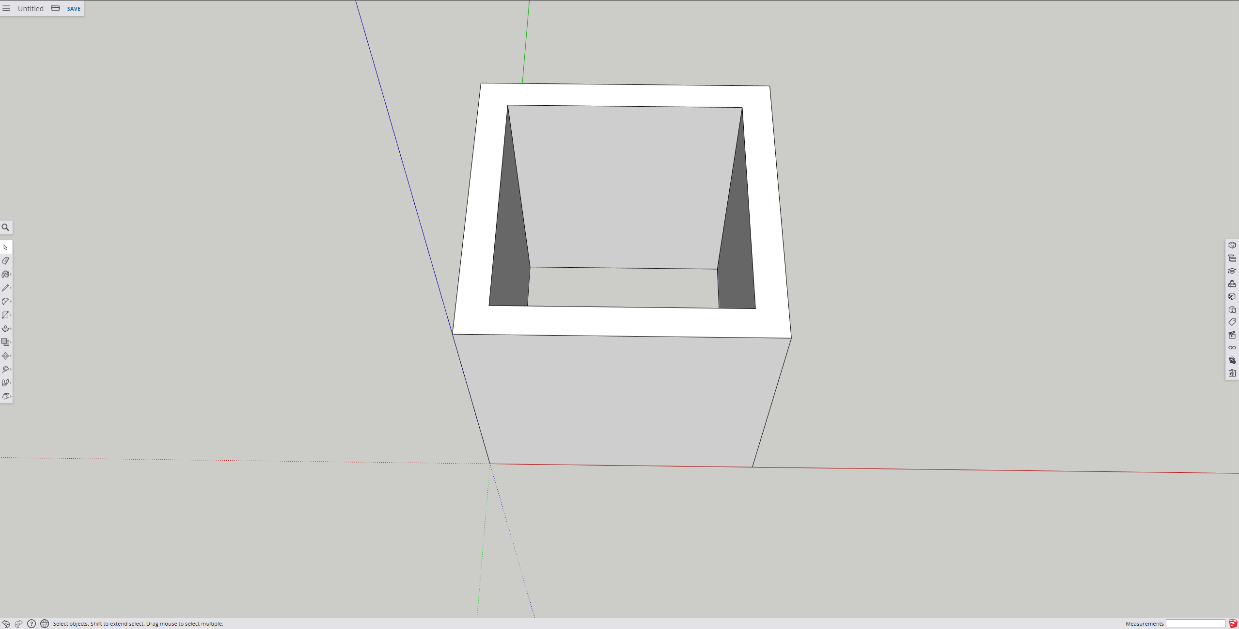 Untitled SAVE
Select objects. Shift to extend select. Drag mouse to select multiple.
Measurements